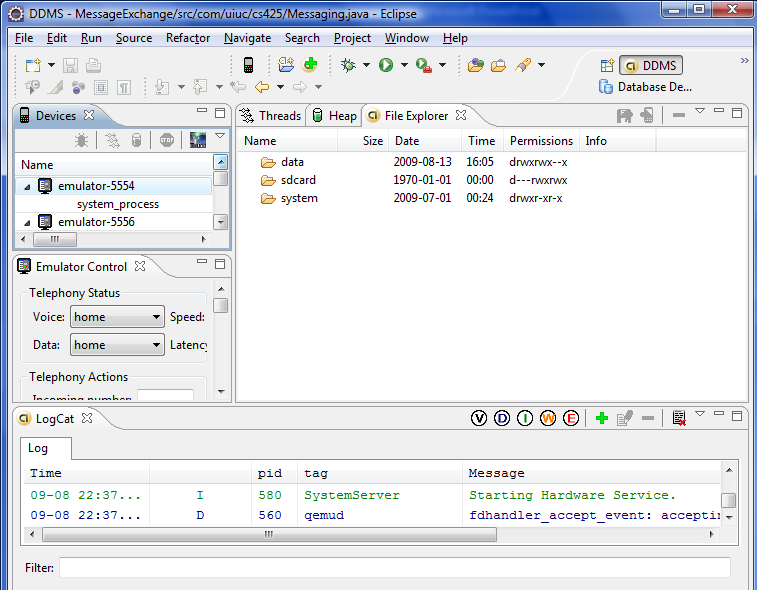 DDMS - MessageExchange/src/com/uiuc/cs425/Messaging.java - Eclipse
File Edit Run Source Refactor Navigate Search Project Window Help
DDMS
Database De...
Devices
Name
emulator-5554
system_process
emulator-5556
Threads Heap File Explorer
Name Size Date Time Permissions Info
data 2009-08-13 16:05 drwxrwx--x
sdcard 1970-01-01 00:00 d---rwxrwx
system 2009-07-01 00:24 drwxr-xr-x
Emulator Control
Telephony Status
Voice: home Speed:
Data: home Latency
Telephony Actions
Incoming number:
LogCat
V D I W E
Log
Time pid tag Message
09-08 22:37... I 580 SystemServer Starting Hardware Service.
09-08 22:37... D 560 qemud fdhandler_accept_event: acceptin
Filter: